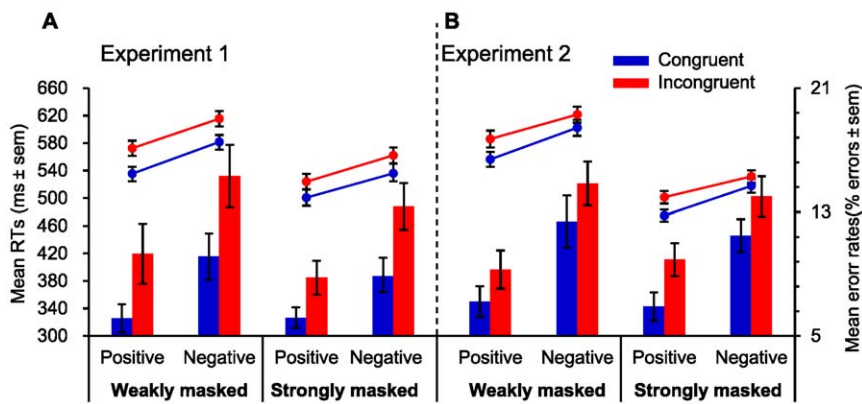 A
B
Experiment 1
Experiment 2
Congruent
Incongruent
Mean RTs (ms ± sem)
660
620
580
540
500
460
420
380
340
300
21
13
5
Mean erorr rates(% errors ± sem)
Positive Negative Positive Negative Positive Negative Positive Negative
Weakly masked Strongly masked Weakly masked Strongly masked